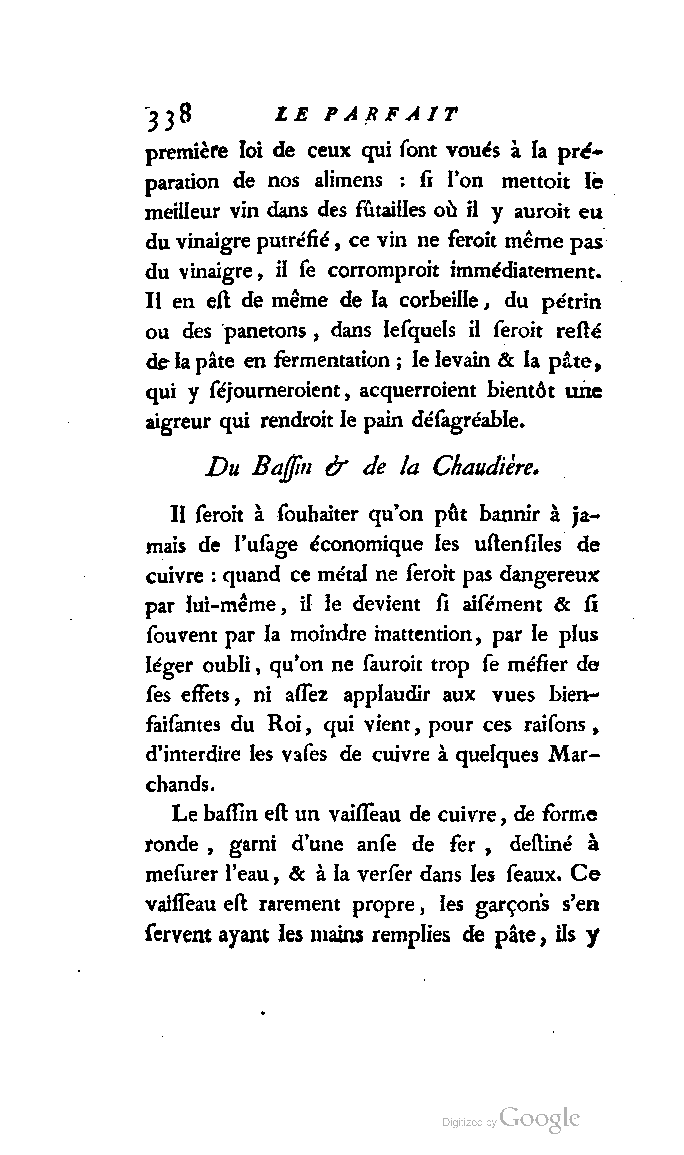 338 LE PARFAIT
première loi de ceux qui ſont voués à la pré-
paration de nos alimens : ſi l'on mettoit le
meilleur vin dans des fûtailles où il y auroit eu
du vinaigre putréfié, ce vin ne ſeroit même pas
du vinaigre, il ſe corromproit immédiatement.
Il en eſt de même de la corbeille, du pétrin
ou des panetons, dans leſquels il ſeroit reſté
de la pâte en fermentation ; le levain & la pâte,
qui y ſéjourneroient, acquerroient bientôt une
aigreur qui rendroit le pain déſagréable.
Du Baſſin & de la Chaudière.
Il ſeroit à ſouhaiter qu'on pût bannir à ja-
mais de l'uſage économique les uſtenſiles de
cuivre : quand ce métal ne ſeroit pas dangereux
par lui-même, il le devient ſi aiſément & ſi
ſouvent par la moindre inattention, par le plus
léger oubli, qu'on ne ſauroit trop ſe méfier de
ſes effets, ni aſſez applaudir aux vues bien-
faiſantes du Roi, qui vient, pour ces raiſons,
d'interdire les vaſes de cuivre à quelques Mar-
chands.
Le baſſin eſt un vaiſſeau de cuivre, de forme
ronde, garni d'une anſe de fer, deſtiné à
meſurer l'eau, & à la verſer dans les ſeaux. Ce
vaiſſeau eſt rarement propre, les garçons s'en
ſervent ayant les mains remplies de pâte, ils y
Digitized by Google